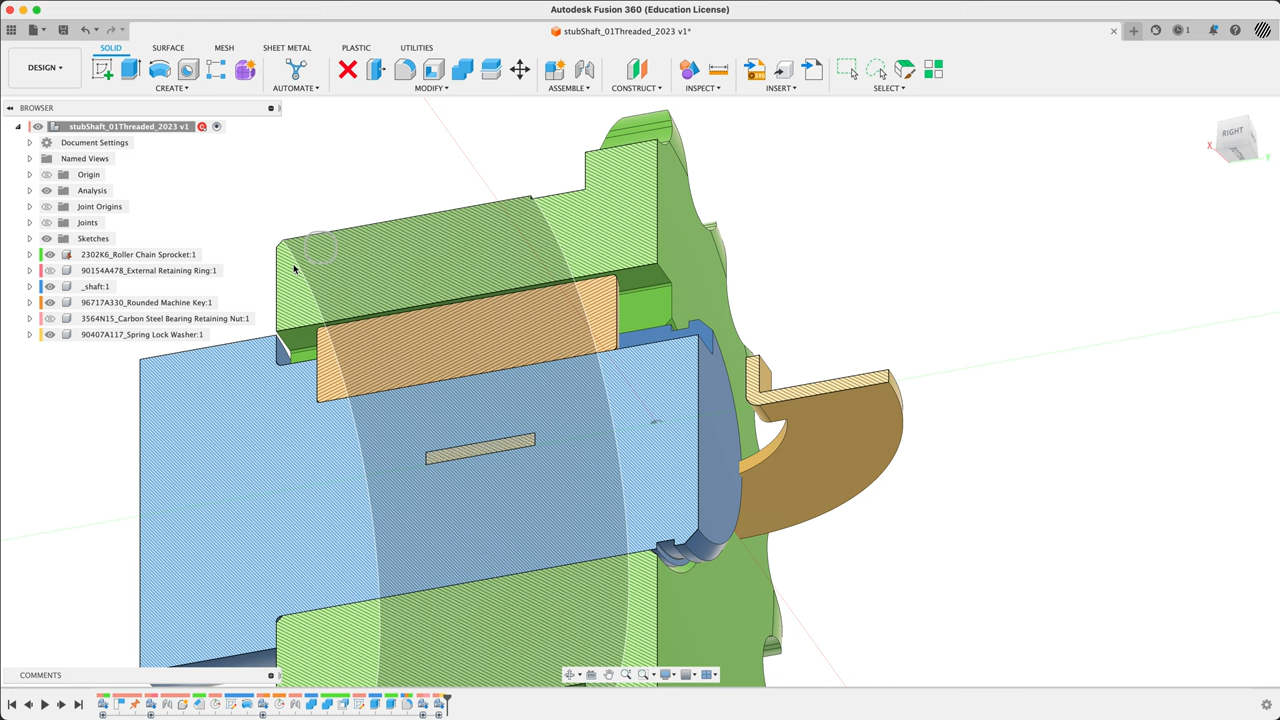 Autodesk Fusion 360 (Education License)
stubShaft_01Threaded_2023 v1*
1
SOLID SURFACE MESH SHEET METAL PLASTIC UTILITIES
DESIGN
CREATE AUTOMATE MODIFY ASSEMBLE CONSTRUCT INSPECT INSERT SELECT
BROWSER
stubShaft_01Threaded_2023 v1
Document Settings
Named Views
Origin
Analysis
Joint Origins
Joints
Sketches
2302K6_Roller Chain Sprocket:1
90154A478_External Retaining Ring:1
_shaft:1
96717A330_Rounded Machine Key:1
3564N15_Carbon Steel Bearing Retaining Nut:1
90407A117_Spring Lock Washer:1
RIGHT
X
Y
COMMENTS